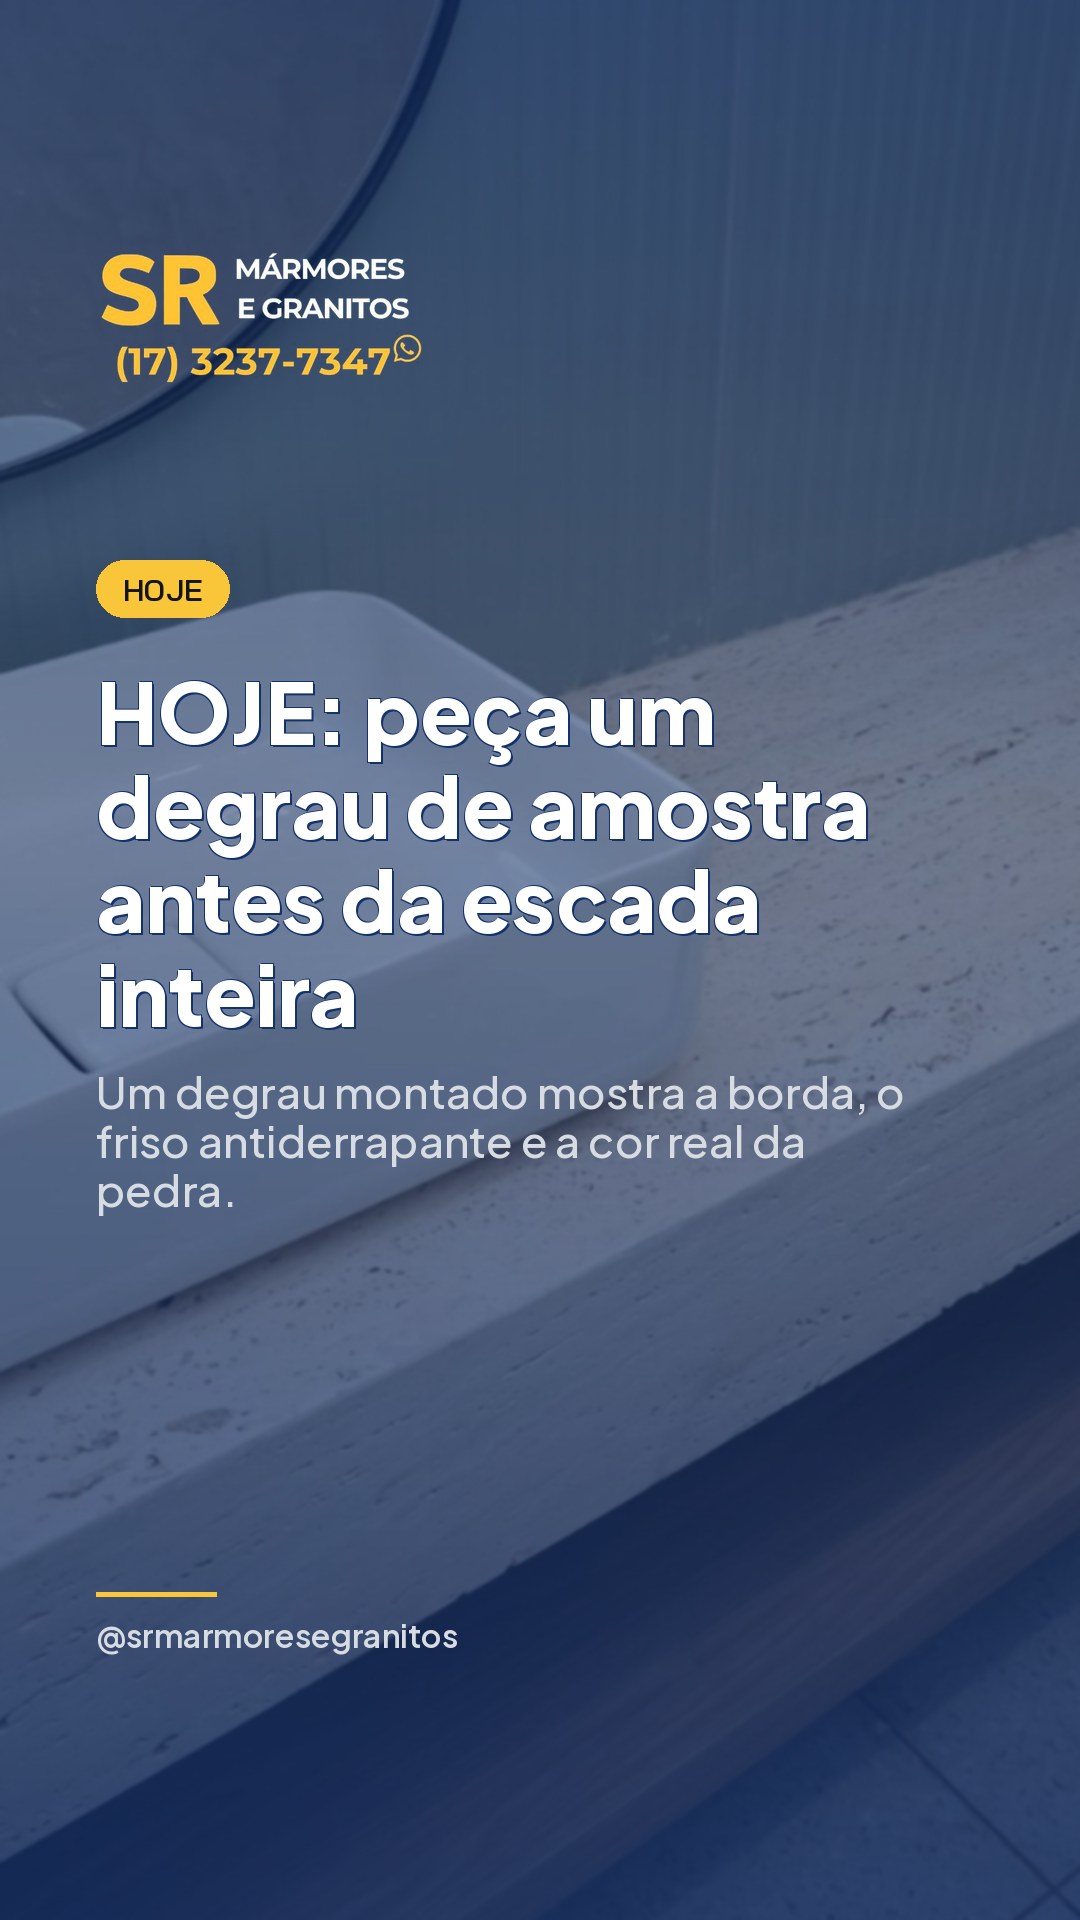 SR MÁRMORES
E GRANITOS
(17) 3237-7347
HOJE
HOJE: peça um
degrau de amostra
antes da escada
inteira
Um degrau montado mostra a borda, o
friso antiderrapante e a cor real da
pedra.
@srmarmoresegranitos